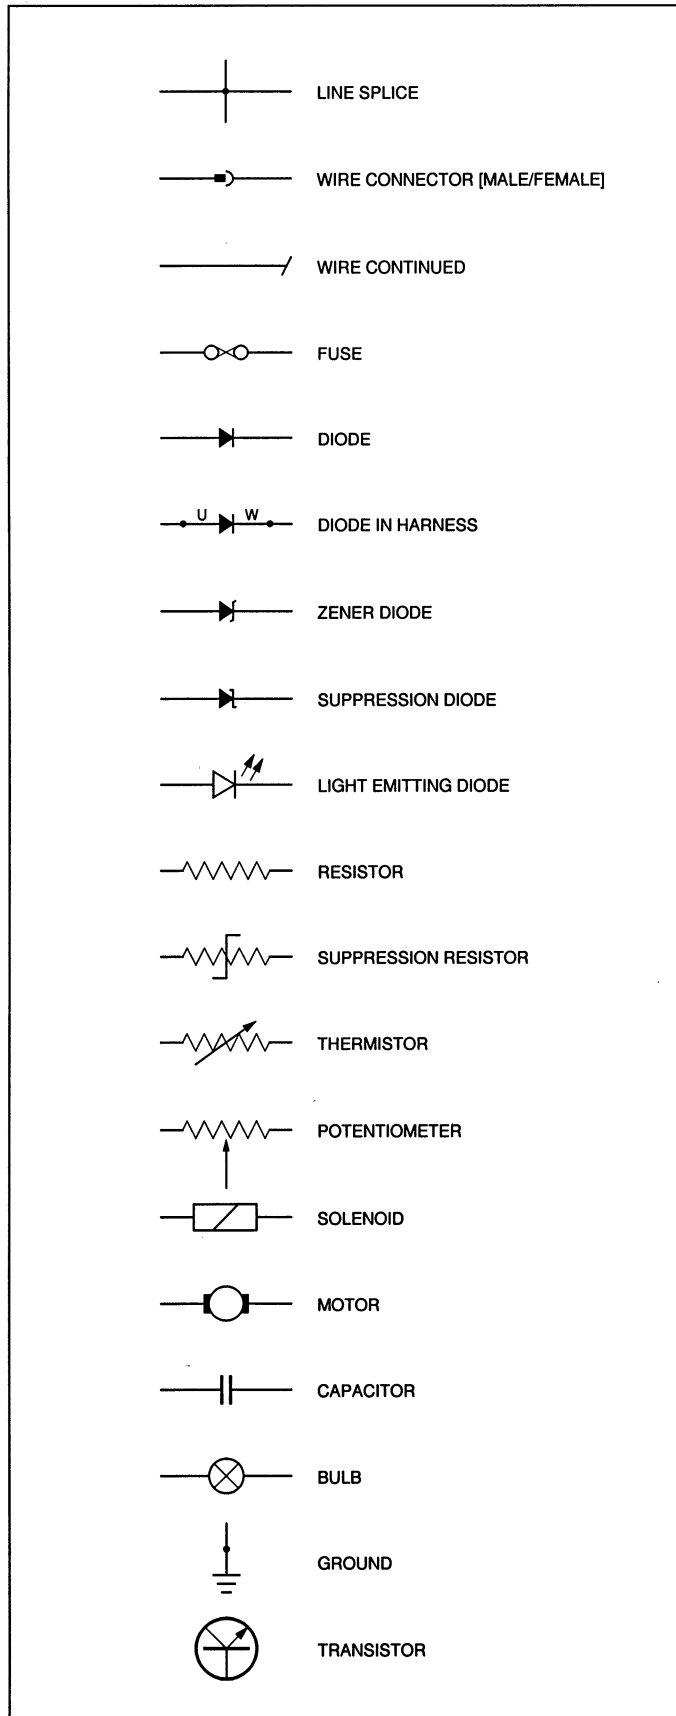 LINE SPLICE
WIRE CONNECTOR [MALE/FEMALE]
WIRE CONTINUED
FUSE
DIODE
U W DIODE IN HARNESS
ZENER DIODE
SUPPRESSION DIODE
LIGHT EMITTING DIODE
RESISTOR
SUPPRESSION RESISTOR
THERMISTOR
POTENTIOMETER
SOLENOID
MOTOR
CAPACITOR
BULB
GROUND
TRANSISTOR